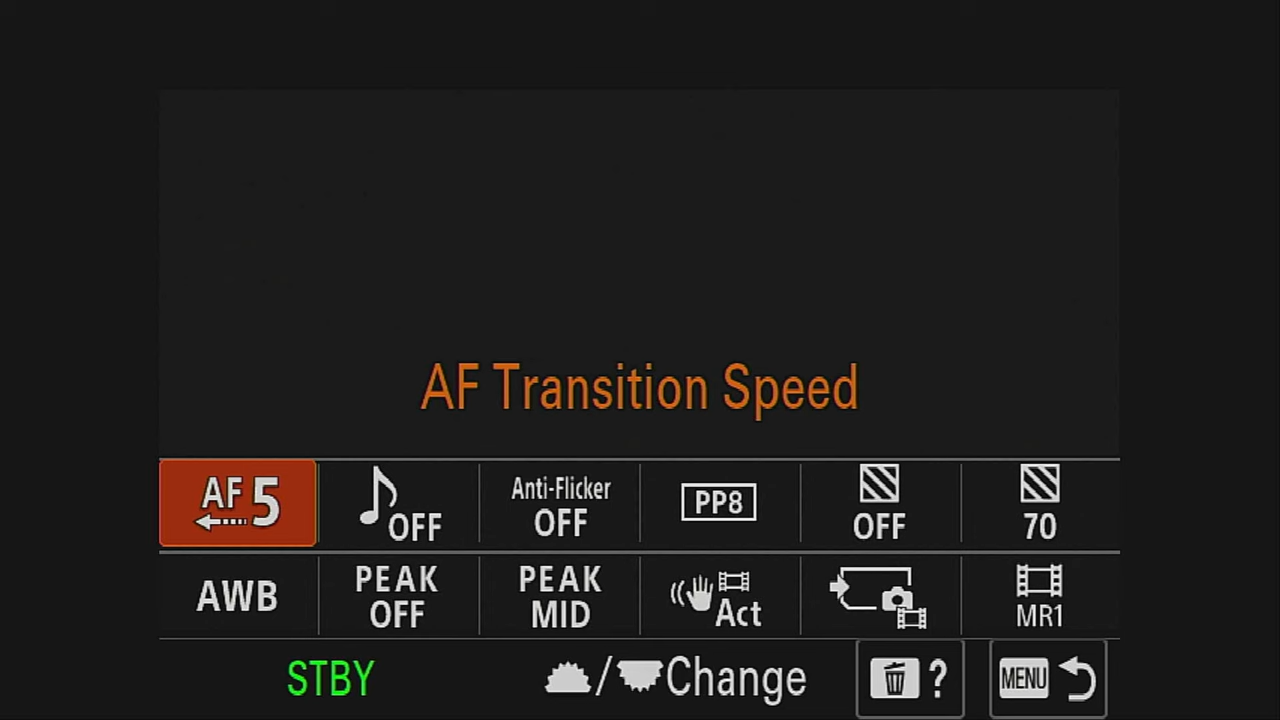 AF Transition Speed
AF 5
OFF
Anti-Flicker
OFF
PP8
OFF
70
AWB
PEAK
OFF
PEAK
MID
Act
MR1
STBY
/ Change
?
MENU